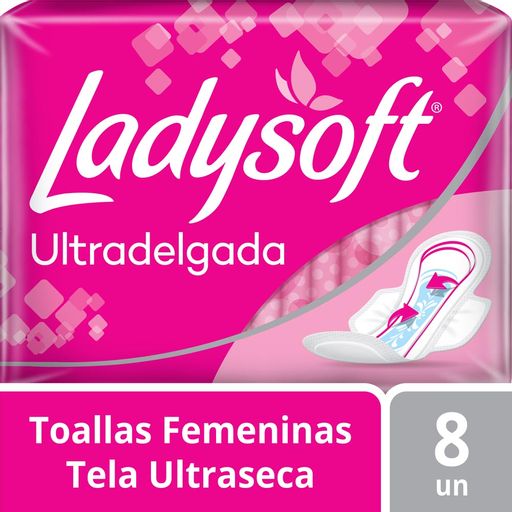 Ladysoft®
Ultradelgada
Toallas Femeninas
Tela Ultraseca
8
un